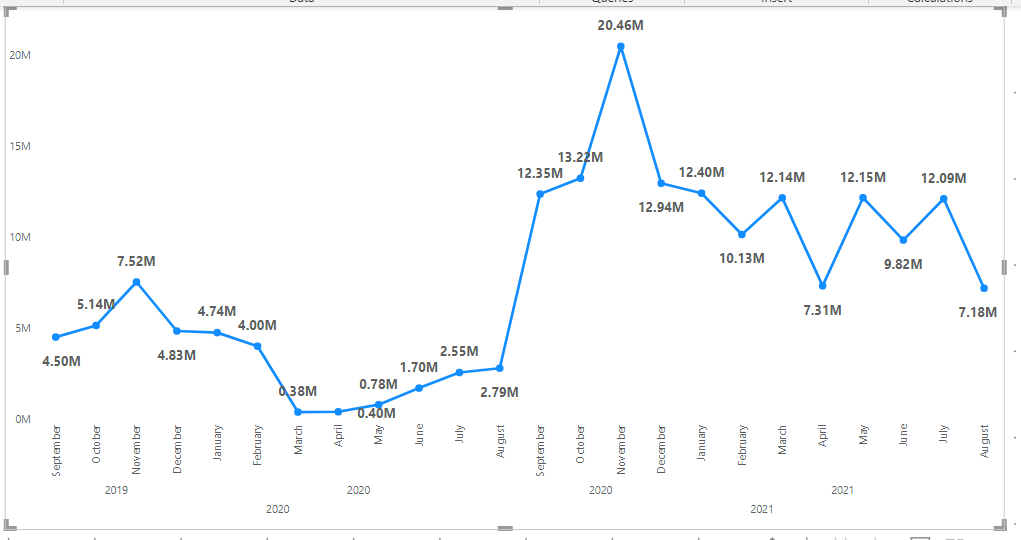 Data Queries Insert Calculations
20.46M
20M
15M
13.22M
12.35M 12.40M 12.14M 12.15M 12.09M
12.94M
10M
10.13M 9.82M
7.52M
7.31M 7.18M
5M
5.14M
4.74M
4.00M
4.50M 4.83M
2.55M
1.70M
2.79M
0.38M 0.78M
0.40M
0M
September October November December January February March April May June July August September October November December January February March April May June July August
2019 2020 2020 2021
2020 2021